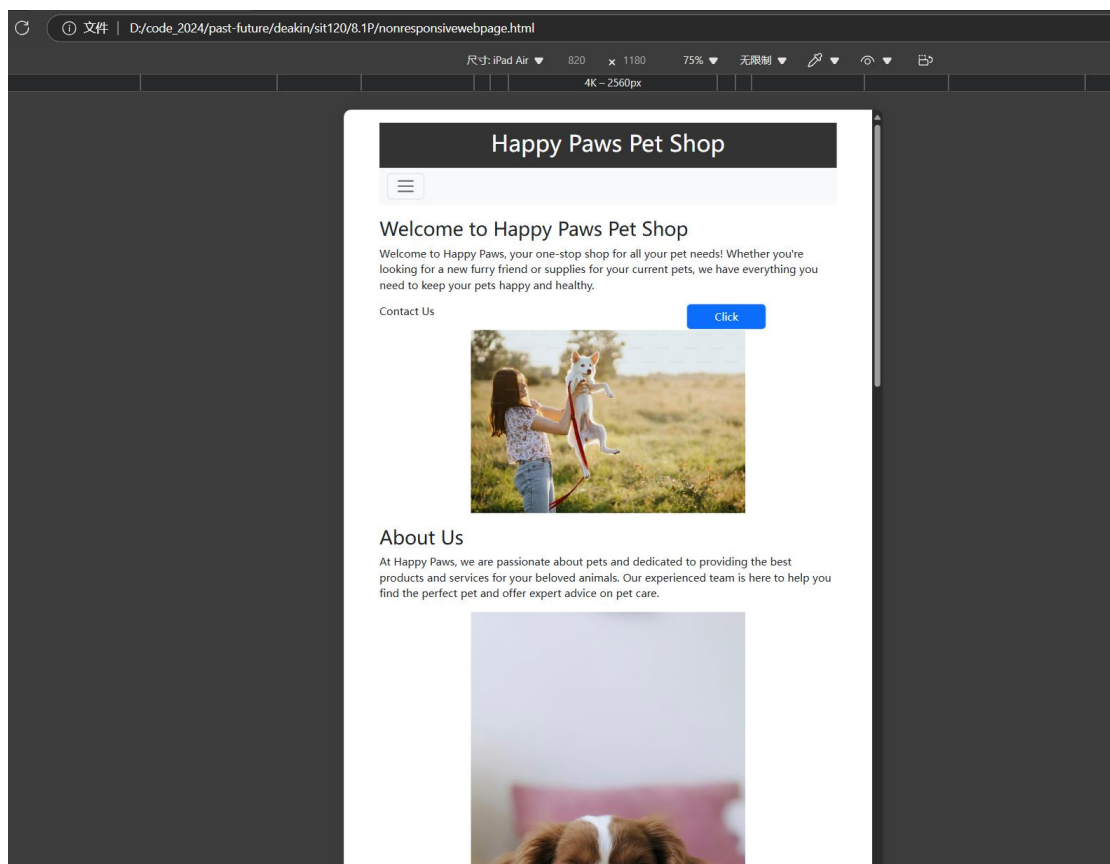 文件 | D:/code_2024/past-future/deakin/sit120/8.1P/nonresponsivewebpage.html
尺寸: iPad Air ▼ 820 × 1180 75% ▼ 无限制 ▼
4K – 2560px
Happy Paws Pet Shop
Welcome to Happy Paws Pet Shop
Welcome to Happy Paws, your one-stop shop for all your pet needs! Whether you're
looking for a new furry friend or supplies for your current pets, we have everything you
need to keep your pets happy and healthy.
Contact Us
Click
About Us
At Happy Paws, we are passionate about pets and dedicated to providing the best
products and services for your beloved animals. Our experienced team is here to help you
find the perfect pet and offer expert advice on pet care.